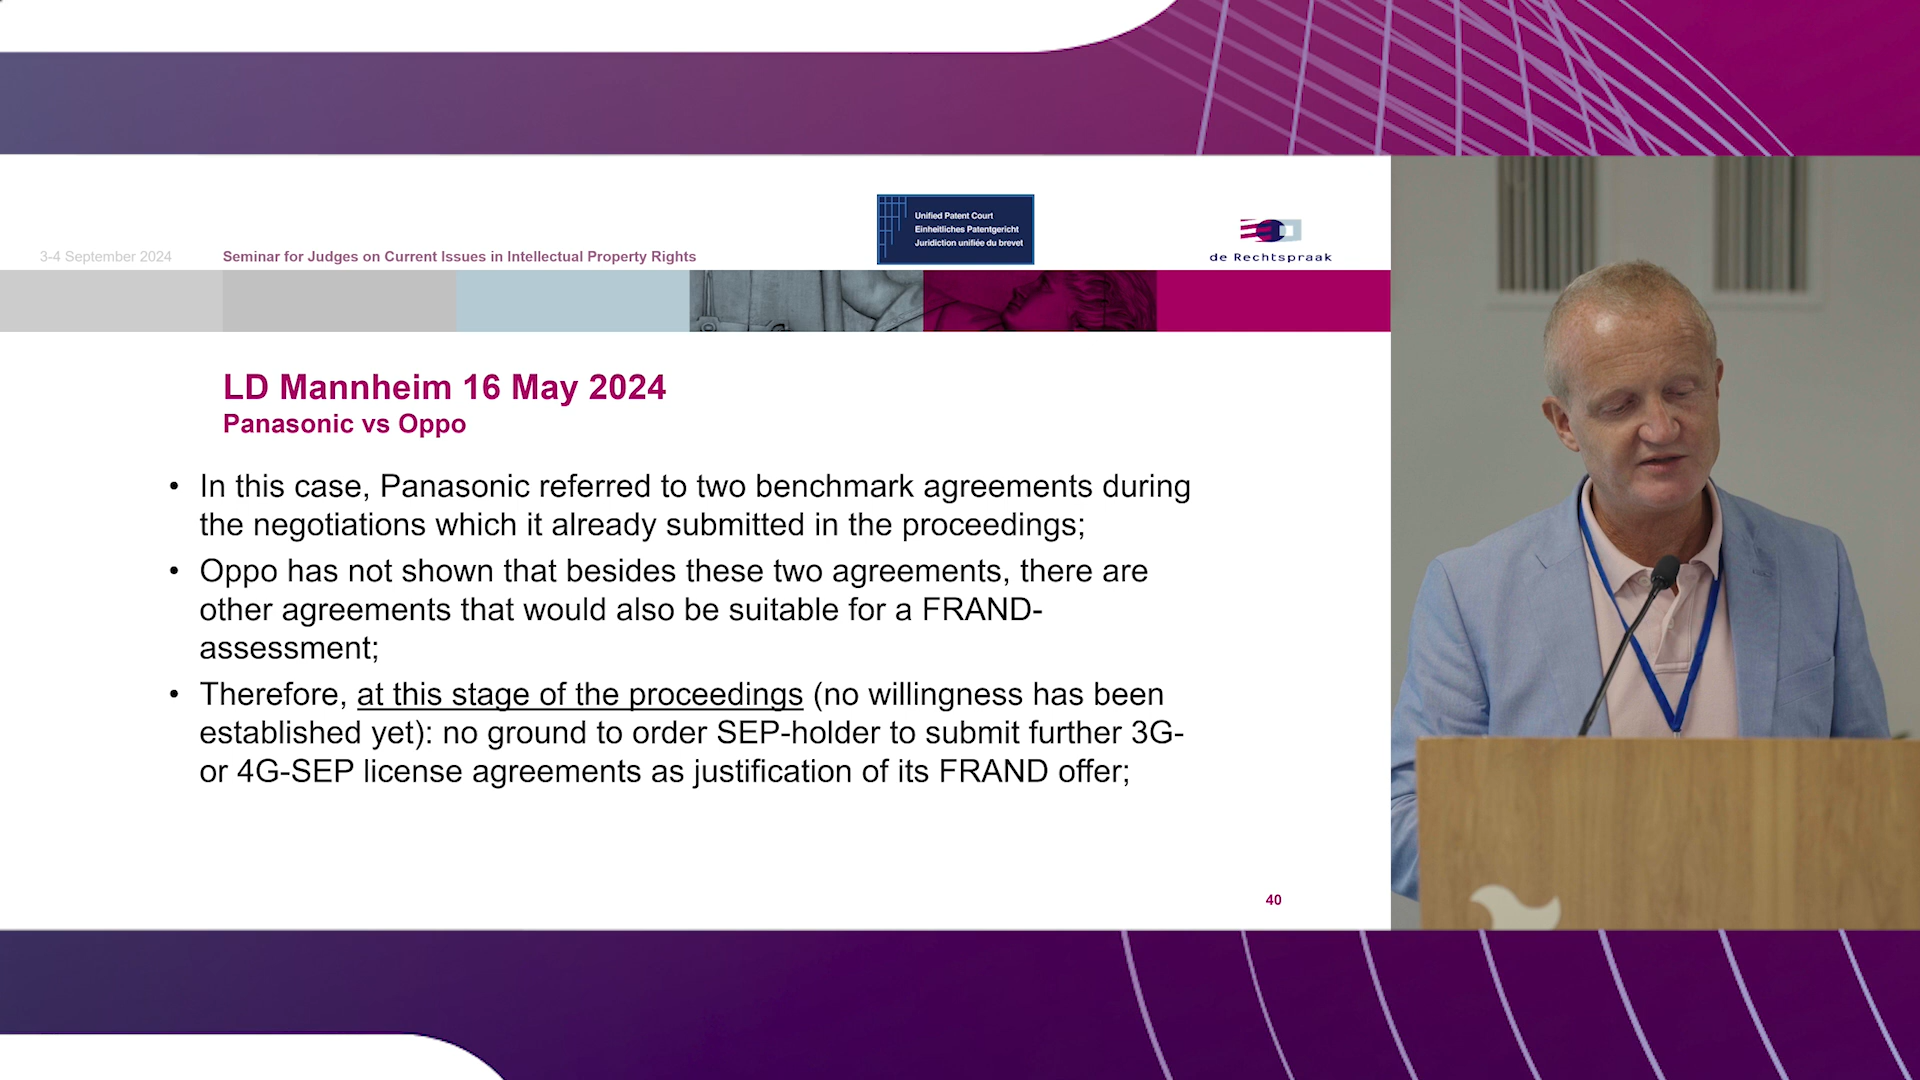 Unified Patent Court
Einheitliches Patentgericht
Juridiction unifiée du brevet
de Rechtspraak
3-4 September 2024
Seminar for Judges on Current Issues in Intellectual Property Rights
LD Mannheim 16 May 2024
Panasonic vs Oppo
• In this case, Panasonic referred to two benchmark agreements during
the negotiations which it already submitted in the proceedings;
• Oppo has not shown that besides these two agreements, there are
other agreements that would also be suitable for a FRAND-
assessment;
• Therefore, at this stage of the proceedings (no willingness has been
established yet): no ground to order SEP-holder to submit further 3G-
or 4G-SEP license agreements as justification of its FRAND offer;
40